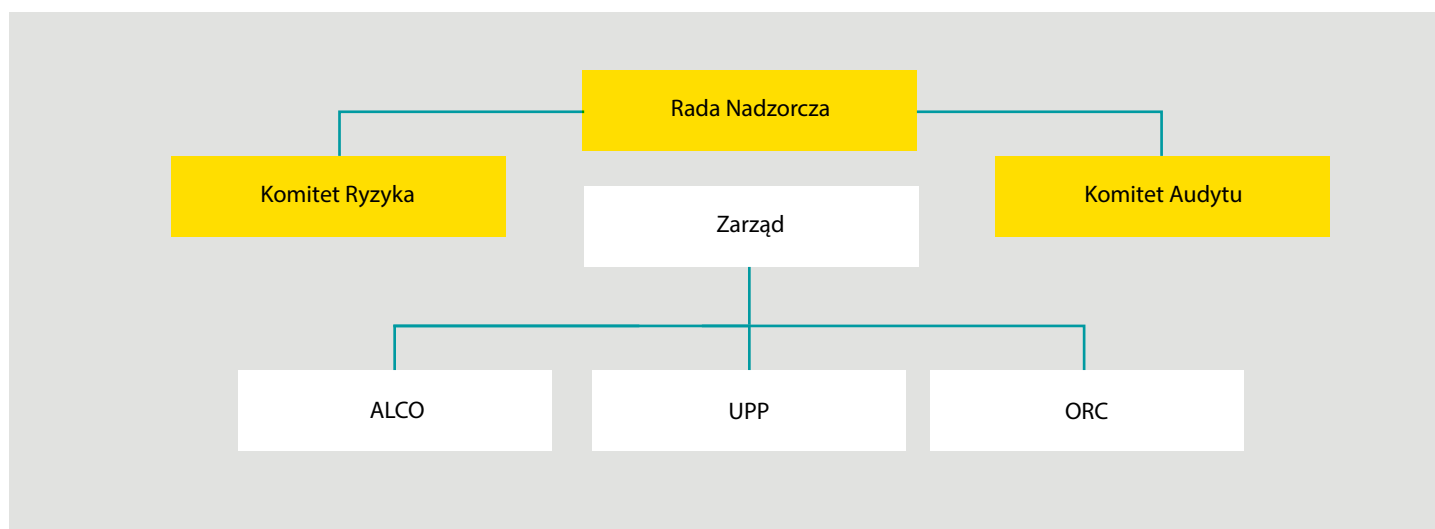 Rada Nadzorcza
Komitet Ryzyka
Komitet Audytu
Zarząd
ALCO
UPP
ORC